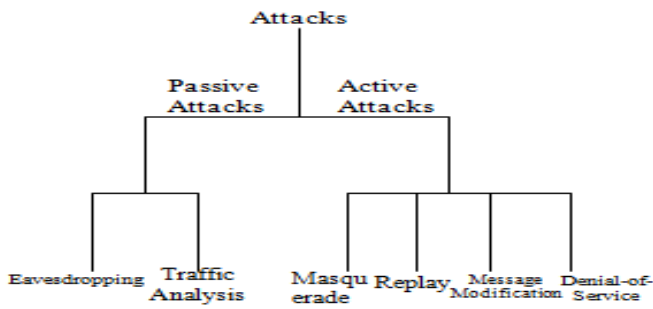 Attacks
Passive
Attacks
Active
Attacks
Eavesdropping
Traffic
Analysis
Masqu
erade
Replay
Message
Modification
Denial-of-
Service